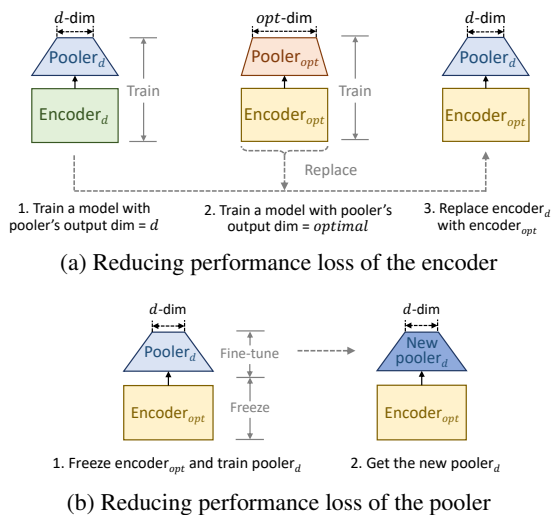 d-dim
opt-dim
d-dim
Pooler_d
Pooler_opt
Pooler_d
Train
Train
Encoder_d
Encoder_opt
Encoder_opt
Replace
1. Train a model with
pooler's output dim = d
2. Train a model with pooler's
output dim = optimal
3. Replace encoder_d
with encoder_opt
(a) Reducing performance loss of the encoder
d-dim
d-dim
Pooler_d
Fine-tune
New
pooler_d
Encoder_opt
Freeze
Encoder_opt
1. Freeze encoder_opt and train pooler_d
2. Get the new pooler_d
(b) Reducing performance loss of the pooler